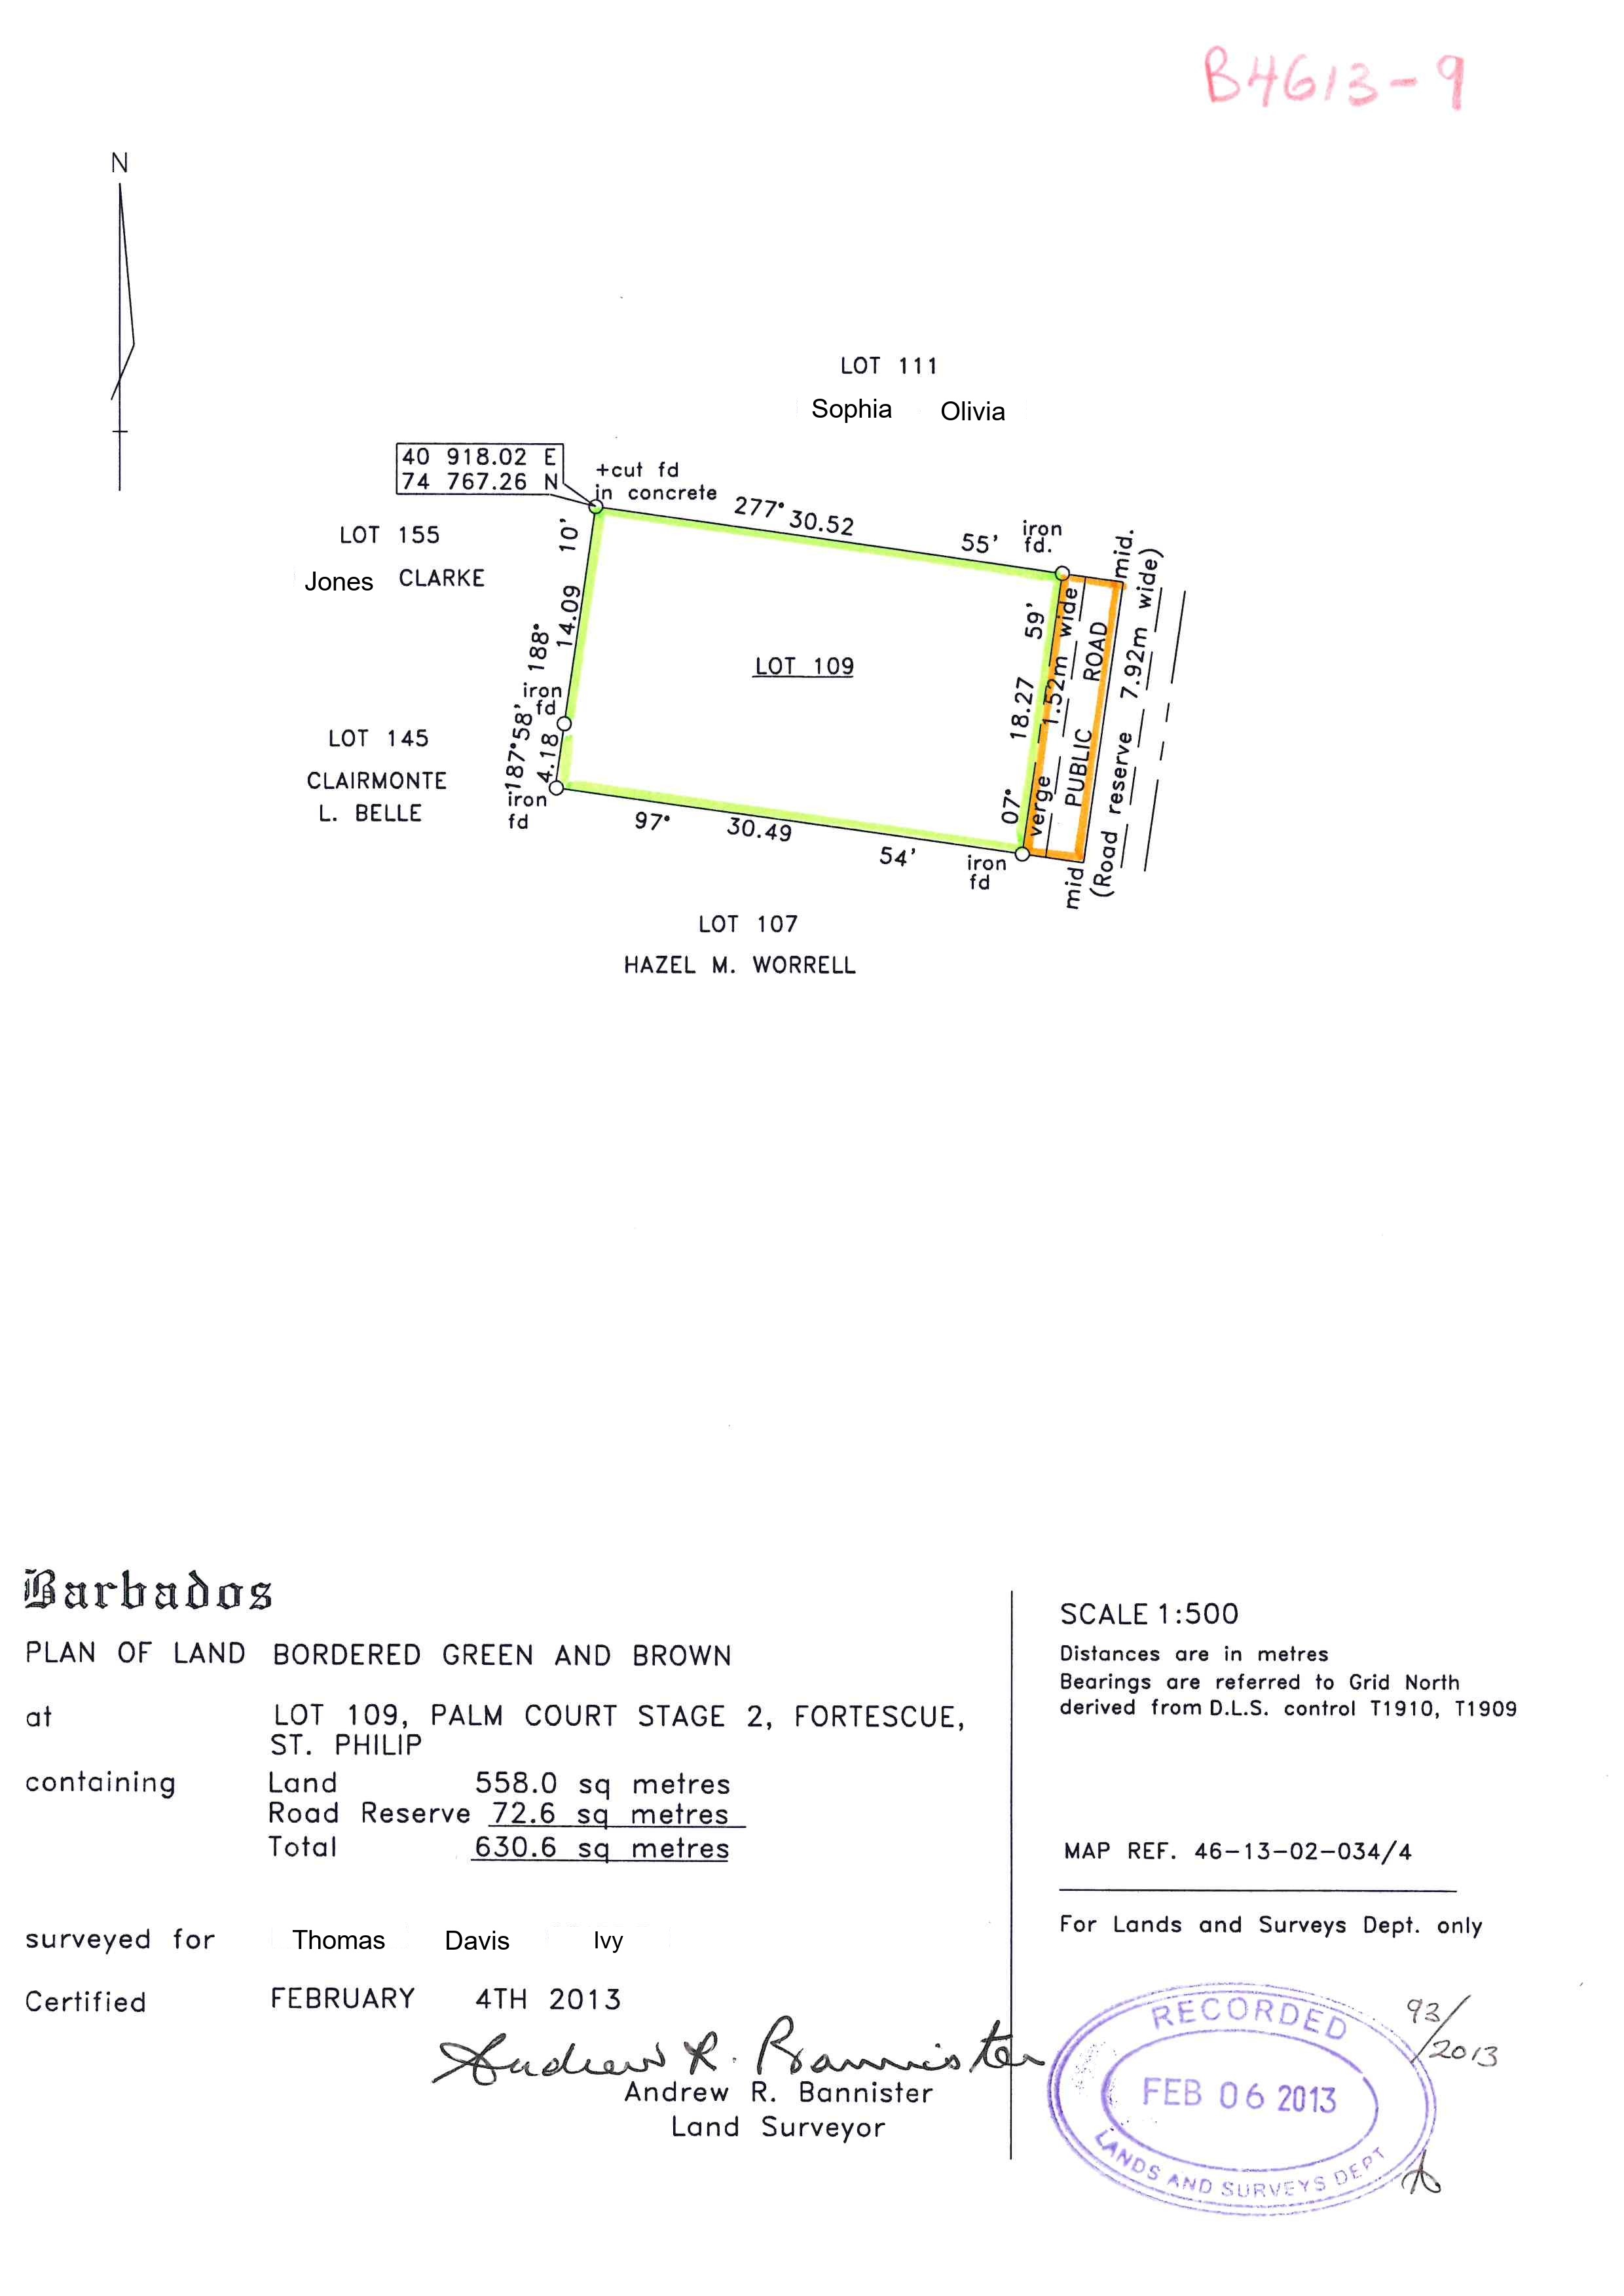 B4613-9
N
LOT 111
Sophia Olivia
40 918.02 E
74 767.26 N
+cut fd
in concrete
277° 30.52 55'
iron
fd.
mid.
LOT 155
Jones CLARKE
188° 14.09 10'
iron
fd
LOT 109
07° 18.27 59'
verge 1.52m wide
PUBLIC ROAD
(Road reserve 7.92m wide)
LOT 145
CLAIRMONTE
L. BELLE
187°58'
4.18
iron
fd
97° 30.49 54'
iron
fd
mid
LOT 107
HAZEL M. WORRELL
Barbados
PLAN OF LAND BORDERED GREEN AND BROWN
at LOT 109, PALM COURT STAGE 2, FORTESCUE,
ST. PHILIP
containing Land 558.0 sq metres
Road Reserve 72.6 sq metres
Total 630.6 sq metres
surveyed for Thomas Davis Ivy
Certified FEBRUARY 4TH 2013
Andrew R. Bannister
Andrew R. Bannister
Land Surveyor
SCALE 1:500
Distances are in metres
Bearings are referred to Grid North
derived from D.L.S. control T1910, T1909
MAP REF. 46-13-02-034/4
For Lands and Surveys Dept. only
RECORDED
FEB 06 2013
LANDS AND SURVEYS DEPT
93/2013